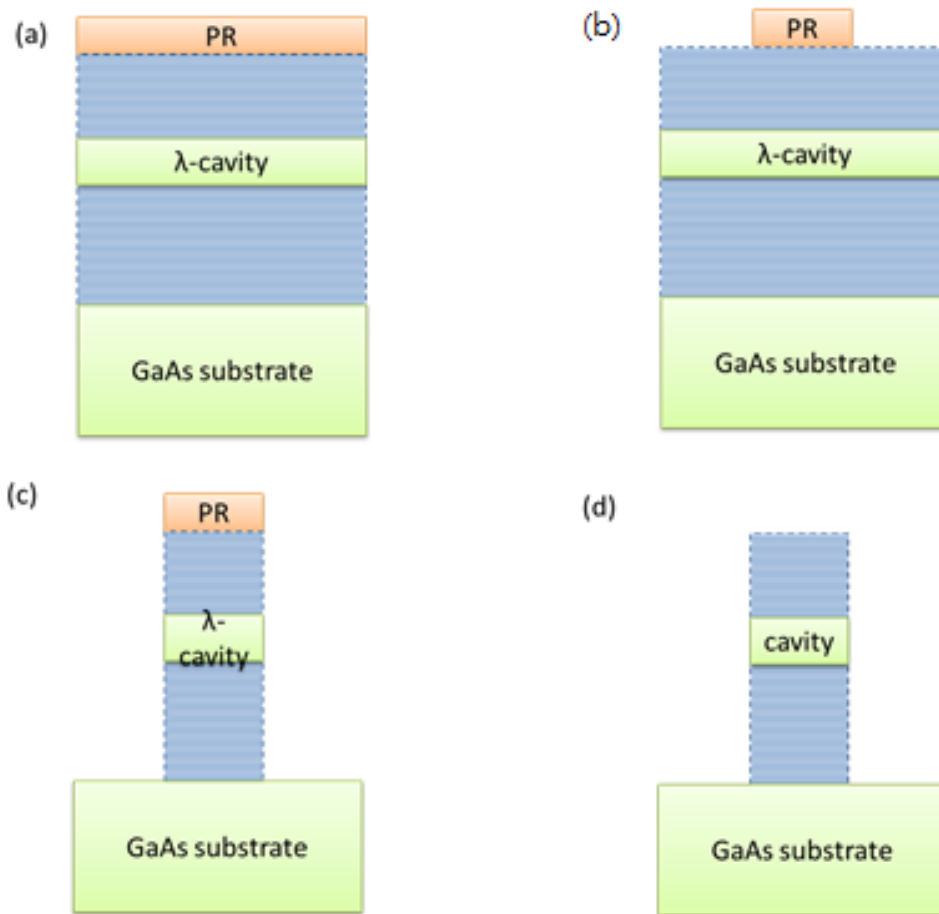 (a)
PR
λ-cavity
GaAs substrate
(b)
PR
λ-cavity
GaAs substrate
(c)
PR
λ-
cavity
GaAs substrate
(d)
cavity
GaAs substrate